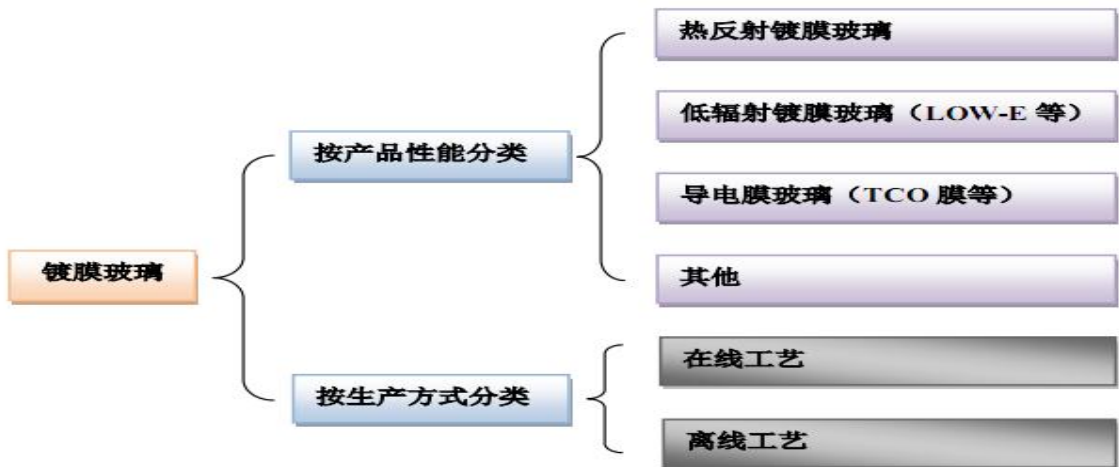 热反射镀膜玻璃
低辐射镀膜玻璃（LOW-E 等）
按产品性能分类
导电膜玻璃（TCO 膜等）
镀膜玻璃
其他
在线工艺
按生产方式分类
离线工艺